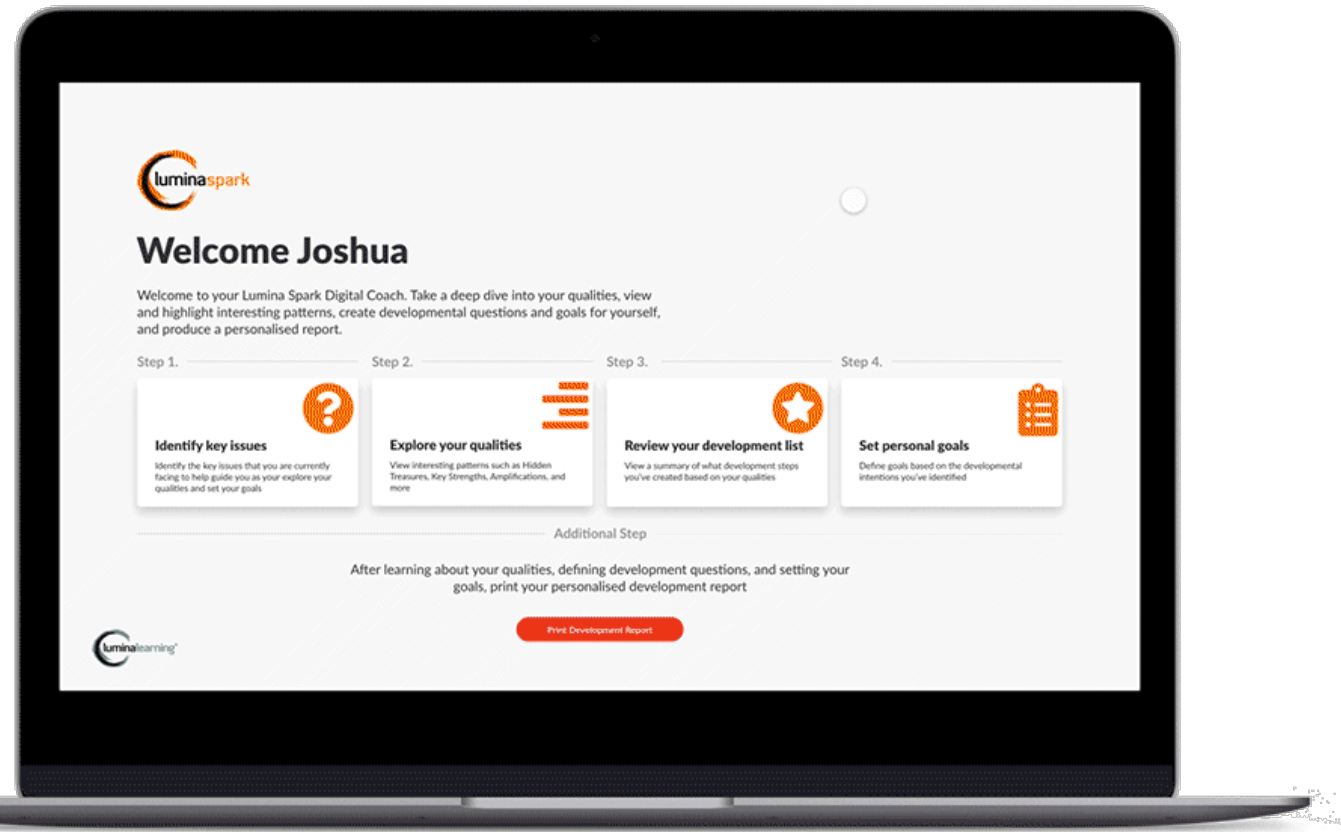 luminaspark
Welcome Joshua
Welcome to your Lumina Spark Digital Coach. Take a deep dive into your qualities, view
and highlight interesting patterns, create developmental questions and goals for yourself,
and produce a personalised report.
Step 1.
Identify key issues
Identify the key issues that you are currently
facing to help guide you as your explore your
qualities and set your goals
Step 2.
Explore your qualities
View interesting patterns such as Hidden
Treasures, Key Strengths, Amplifications, and
more
Step 3.
Review your development list
View a summary of what development steps
you've created based on your qualities
Step 4.
Set personal goals
Define goals based on the developmental
intentions you've identified
Additional Step
After learning about your qualities, defining development questions, and setting your
goals, print your personalised development report
Print Development Report
luminalearning